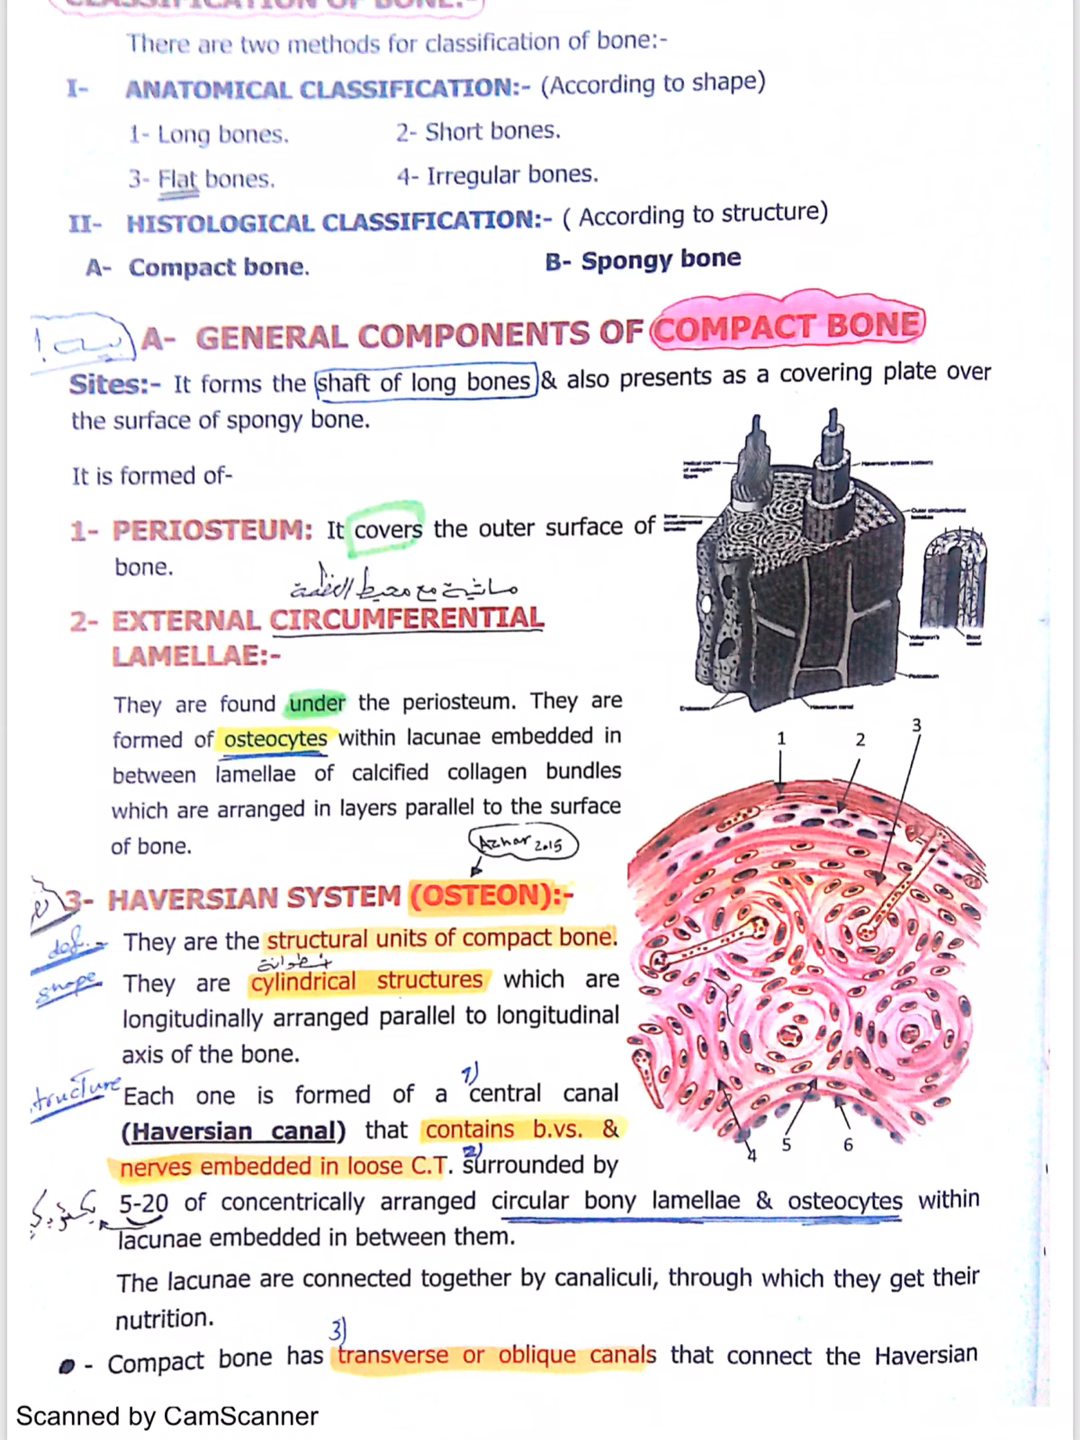 CLASSIFICATION OF BONE:-
There are two methods for classification of bone:-
I- ANATOMICAL CLASSIFICATION:- (According to shape)
1- Long bones. 2- Short bones.
3- Flat bones. 4- Irregular bones.
II- HISTOLOGICAL CLASSIFICATION:- ( According to structure)
A- Compact bone. B- Spongy bone
A- GENERAL COMPONENTS OF COMPACT BONE
Sites:- It forms the shaft of long bones & also presents as a covering plate over
the surface of spongy bone.
It is formed of-
1- PERIOSTEUM: It covers the outer surface of
bone.
ماشية مع محيط العظمة
2- EXTERNAL CIRCUMFERENTIAL
LAMELLAE:-
They are found under the periosteum. They are
formed of osteocytes within lacunae embedded in
between lamellae of calcified collagen bundles
which are arranged in layers parallel to the surface
of bone.
Azhar 2015
3- HAVERSIAN SYSTEM (OSTEON):-
def. They are the structural units of compact bone.
اسطوانة
shape They are cylindrical structures which are
longitudinally arranged parallel to longitudinal
axis of the bone.
1)
structure Each one is formed of a central canal
(Haversian canal) that contains b.vs. &
2)
nerves embedded in loose C.T. surrounded by
5-20 of concentrically arranged circular bony lamellae & osteocytes within
lacunae embedded in between them.
The lacunae are connected together by canaliculi, through which they get their
nutrition.
3)
- Compact bone has transverse or oblique canals that connect the Haversian
Haversian canal
Periosteum
1 2 3
4 5 6
Scanned by CamScanner